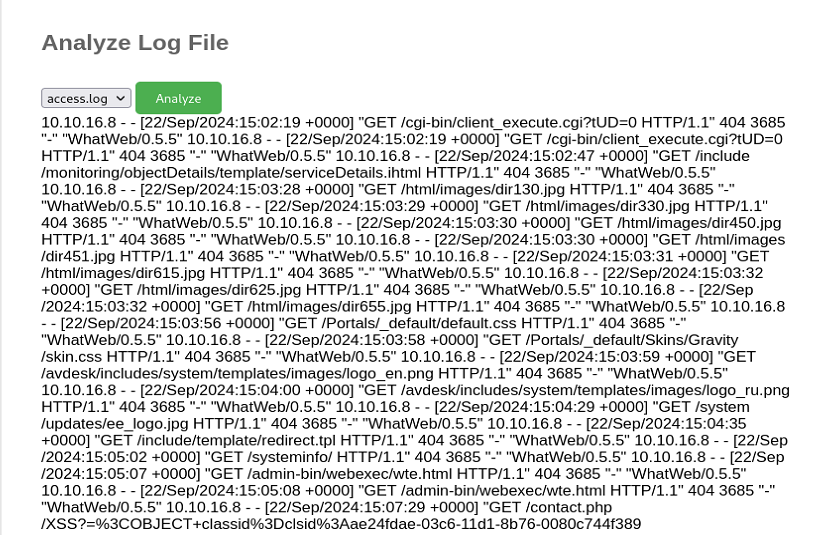 Analyze Log File
access.log Analyze
10.10.16.8 - - [22/Sep/2024:15:02:19 +0000] "GET /cgi-bin/client_execute.cgi?tUD=0 HTTP/1.1" 404 3685
"-" "WhatWeb/0.5.5" 10.10.16.8 - - [22/Sep/2024:15:02:19 +0000] "GET /cgi-bin/client_execute.cgi?tUD=0
HTTP/1.1" 404 3685 "-" "WhatWeb/0.5.5" 10.10.16.8 - - [22/Sep/2024:15:02:47 +0000] "GET /include
/monitoring/objectDetails/template/serviceDetails.ihtml HTTP/1.1" 404 3685 "-" "WhatWeb/0.5.5"
10.10.16.8 - - [22/Sep/2024:15:03:28 +0000] "GET /html/images/dir130.jpg HTTP/1.1" 404 3685 "-"
"WhatWeb/0.5.5" 10.10.16.8 - - [22/Sep/2024:15:03:29 +0000] "GET /html/images/dir330.jpg HTTP/1.1"
404 3685 "-" "WhatWeb/0.5.5" 10.10.16.8 - - [22/Sep/2024:15:03:30 +0000] "GET /html/images/dir450.jpg
HTTP/1.1" 404 3685 "-" "WhatWeb/0.5.5" 10.10.16.8 - - [22/Sep/2024:15:03:30 +0000] "GET /html/images
/dir451.jpg HTTP/1.1" 404 3685 "-" "WhatWeb/0.5.5" 10.10.16.8 - - [22/Sep/2024:15:03:31 +0000] "GET
/html/images/dir615.jpg HTTP/1.1" 404 3685 "-" "WhatWeb/0.5.5" 10.10.16.8 - - [22/Sep/2024:15:03:32
+0000] "GET /html/images/dir625.jpg HTTP/1.1" 404 3685 "-" "WhatWeb/0.5.5" 10.10.16.8 - - [22/Sep
/2024:15:03:32 +0000] "GET /html/images/dir655.jpg HTTP/1.1" 404 3685 "-" "WhatWeb/0.5.5" 10.10.16.8
- - [22/Sep/2024:15:03:56 +0000] "GET /Portals/_default/default.css HTTP/1.1" 404 3685 "-"
"WhatWeb/0.5.5" 10.10.16.8 - - [22/Sep/2024:15:03:58 +0000] "GET /Portals/_default/Skins/Gravity
/skin.css HTTP/1.1" 404 3685 "-" "WhatWeb/0.5.5" 10.10.16.8 - - [22/Sep/2024:15:03:59 +0000] "GET
/avdesk/includes/system/templates/images/logo_en.png HTTP/1.1" 404 3685 "-" "WhatWeb/0.5.5"
10.10.16.8 - - [22/Sep/2024:15:04:00 +0000] "GET /avdesk/includes/system/templates/images/logo_ru.png
HTTP/1.1" 404 3685 "-" "WhatWeb/0.5.5" 10.10.16.8 - - [22/Sep/2024:15:04:29 +0000] "GET /system
/updates/ee_logo.jpg HTTP/1.1" 404 3685 "-" "WhatWeb/0.5.5" 10.10.16.8 - - [22/Sep/2024:15:04:35
+0000] "GET /include/template/redirect.tpl HTTP/1.1" 404 3685 "-" "WhatWeb/0.5.5" 10.10.16.8 - - [22/Sep
/2024:15:05:02 +0000] "GET /systeminfo/ HTTP/1.1" 404 3685 "-" "WhatWeb/0.5.5" 10.10.16.8 - - [22/Sep
/2024:15:05:07 +0000] "GET /admin-bin/webexec/wte.html HTTP/1.1" 404 3685 "-" "WhatWeb/0.5.5"
10.10.16.8 - - [22/Sep/2024:15:05:08 +0000] "GET /admin-bin/webexec/wte.html HTTP/1.1" 404 3685 "-"
"WhatWeb/0.5.5" 10.10.16.8 - - [22/Sep/2024:15:07:29 +0000] "GET /contact.php
/XSS?=%3COBJECT+classid%3Dclsid%3Aae24fdae-03c6-11d1-8b76-0080c744f389